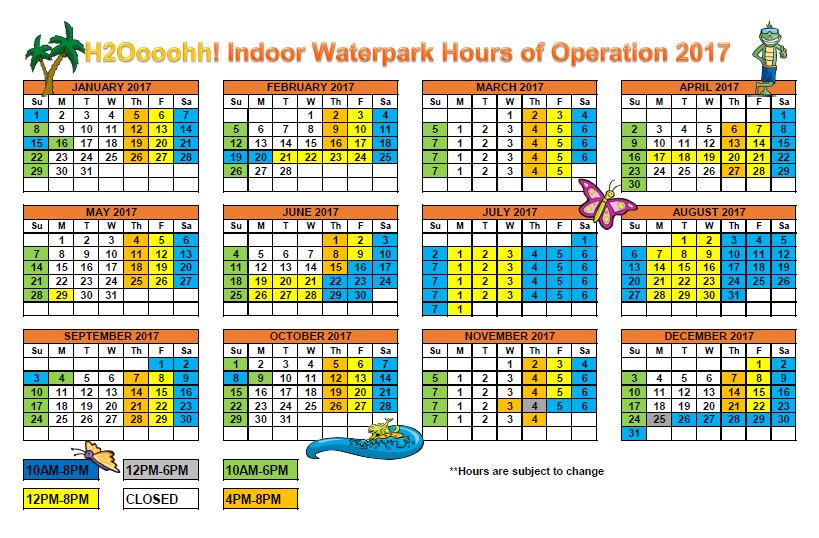 H2Oooohh! Indoor Waterpark Hours of Operation 2017
JANUARY 2017
Su M T W Th F Sa
1 2 3 4 5 6 7
8 9 10 11 12 13 14
15 16 17 18 19 20 21
22 23 24 25 26 27 28
29 30 31
FEBRUARY 2017
Su M T W Th F Sa
1 2 3 4
5 6 7 8 9 10 11
12 13 14 15 16 17 18
19 20 21 22 23 24 25
26 27 28
MARCH 2017
Su M T W Th F Sa
1 2 3 4
5 1 2 3 4 5 6
7 1 2 3 4 5 6
7 1 2 3 4 5 6
7 1 2 3 4 5
APRIL 2017
Su M T W Th F Sa
1
2 3 4 5 6 7 8
9 10 11 12 13 14 15
16 17 18 19 20 21 22
23 24 25 26 27 28 29
30
MAY 2017
Su M T W Th F Sa
1 2 3 4 5 6
7 8 9 10 11 12 13
14 15 16 17 18 19 20
21 22 23 24 25 26 27
28 29 30 31
JUNE 2017
Su M T W Th F Sa
1 2 3
4 5 6 7 8 9 10
11 12 13 14 15 16 17
18 19 20 21 22 23 24
25 26 27 28 29 30
JULY 2017
Su M T W Th F Sa
1
2 1 2 3 4 5 6
7 1 2 3 4 5 6
7 1 2 3 4 5 6
7 1 2 3 4 5 6
7 1
AUGUST 2017
Su M T W Th F Sa
1 2 3 4 5
6 7 8 9 10 11 12
13 14 15 16 17 18 19
20 21 22 23 24 25 26
27 28 29 30 31
SEPTEMBER 2017
Su M T W Th F Sa
1 2
3 4 5 6 7 8 9
10 11 12 13 14 15 16
17 18 19 20 21 22 23
24 25 26 27 28 29 30
OCTOBER 2017
Su M T W Th F Sa
1 2 3 4 5 6 7
8 9 10 11 12 13 14
15 16 17 18 19 20 21
22 23 24 25 26 27 28
29 30 31
NOVEMBER 2017
Su M T W Th F Sa
1 2 3 4
5 1 2 3 4 5 6
7 1 2 3 4 5 6
7 1 2 3 4 5 6
7 1 2 3 4
DECEMBER 2017
Su M T W Th F Sa
1 2
3 4 5 6 7 8 9
10 11 12 13 14 15 16
17 18 19 20 21 22 23
24 25 26 27 28 29 30
31
10AM-8PM 12PM-6PM 10AM-6PM
**Hours are subject to change
12PM-8PM CLOSED 4PM-8PM